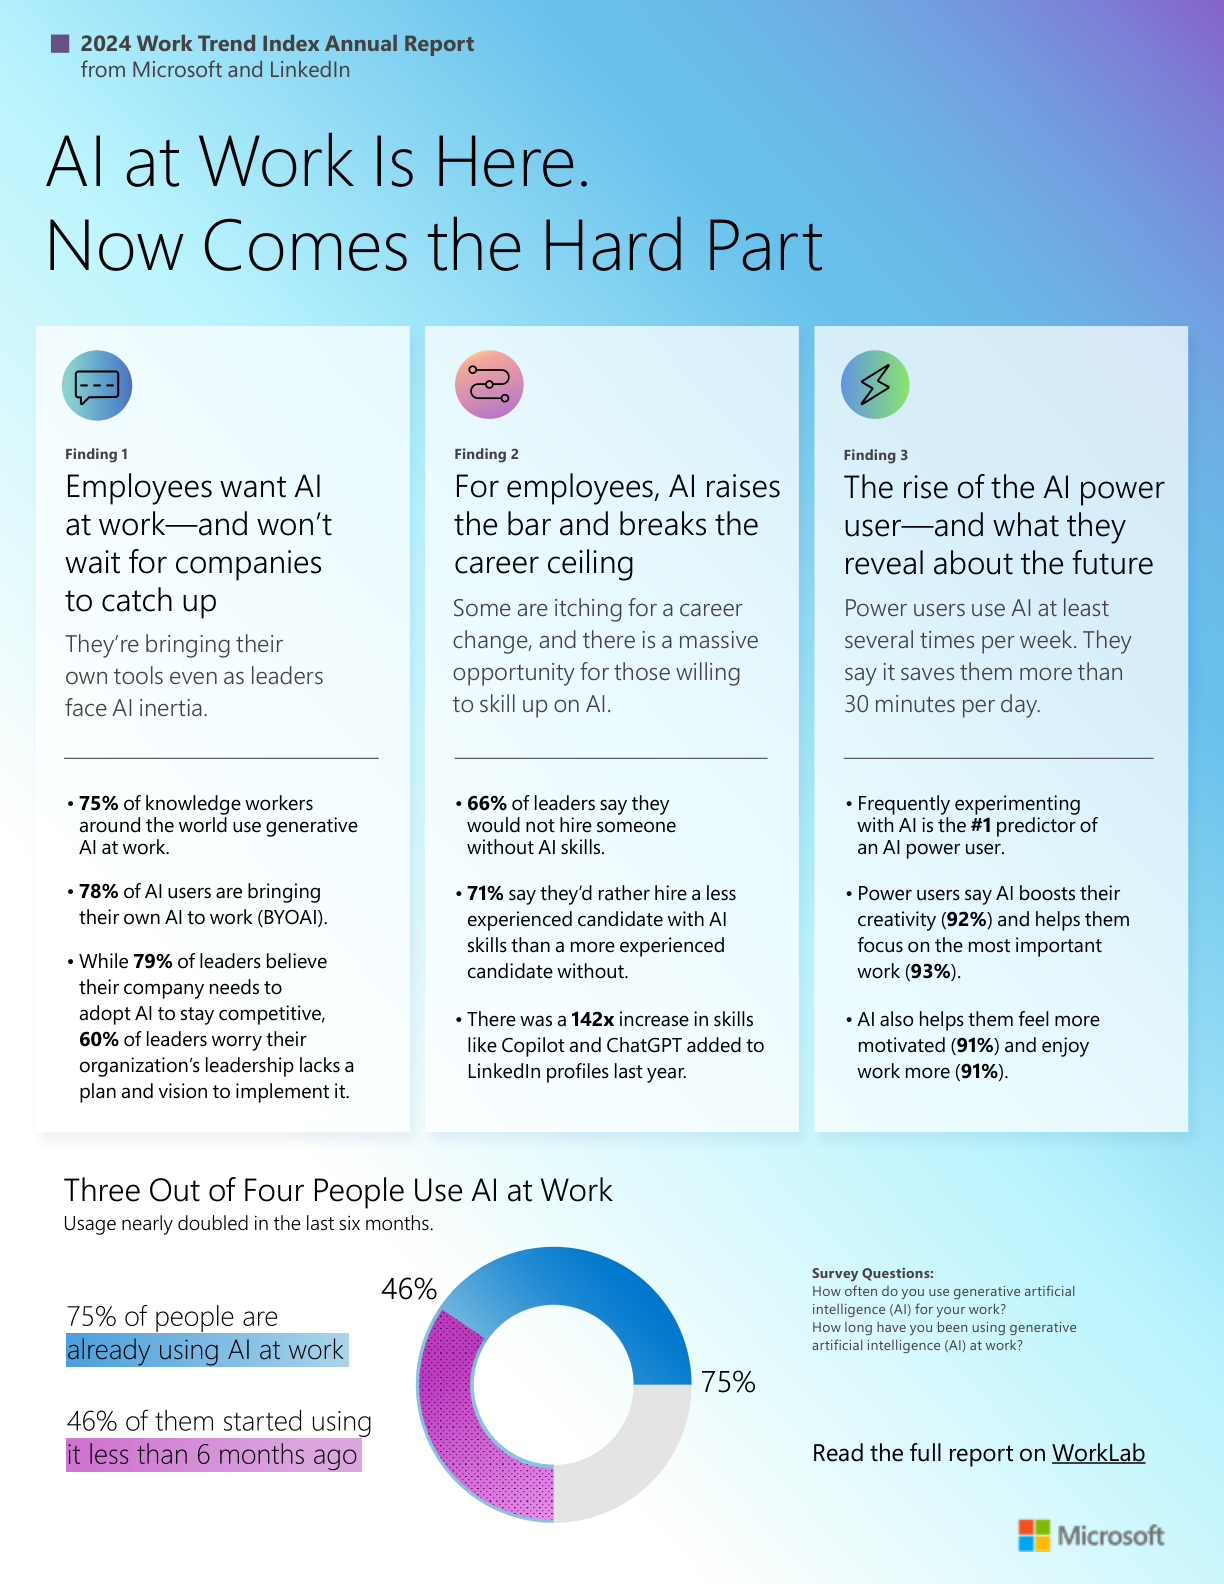 2024 Work Trend Index Annual Report
from Microsoft and LinkedIn
AI at Work Is Here.
Now Comes the Hard Part
Finding 1
Employees want AI
at work—and won’t
wait for companies
to catch up
They’re bringing their
own tools even as leaders
face AI inertia.
• 75% of knowledge workers
around the world use generative
AI at work.
• 78% of AI users are bringing
their own AI to work (BYOAI).
• While 79% of leaders believe
their company needs to
adopt AI to stay competitive,
60% of leaders worry their
organization’s leadership lacks a
plan and vision to implement it.
Finding 2
For employees, AI raises
the bar and breaks the
career ceiling
Some are itching for a career
change, and there is a massive
opportunity for those willing
to skill up on AI.
• 66% of leaders say they
would not hire someone
without AI skills.
• 71% say they’d rather hire a less
experienced candidate with AI
skills than a more experienced
candidate without.
• There was a 142x increase in skills
like Copilot and ChatGPT added to
LinkedIn profiles last year.
Finding 3
The rise of the AI power
user—and what they
reveal about the future
Power users use AI at least
several times per week. They
say it saves them more than
30 minutes per day.
• Frequently experimenting
with AI is the #1 predictor of
an AI power user.
• Power users say AI boosts their
creativity (92%) and helps them
focus on the most important
work (93%).
• AI also helps them feel more
motivated (91%) and enjoy
work more (91%).
Three Out of Four People Use AI at Work
Usage nearly doubled in the last six months.
75% of people are
already using AI at work
46% of them started using
it less than 6 months ago
46%
75%
Survey Questions:
How often do you use generative artificial
intelligence (AI) for your work?
How long have you been using generative
artificial intelligence (AI) at work?
Read the full report on WorkLab
Microsoft